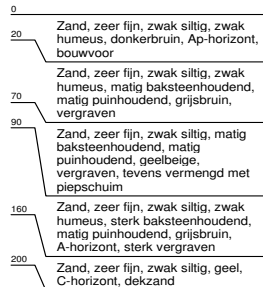 0
Zand, zeer fijn, zwak siltig, zwak
humeus, donkerbruin, Ap-horizont,
bouwvoor
20
Zand, zeer fijn, zwak siltig, zwak
humeus, matig baksteenhoudend,
matig puinhoudend, grijsbruin,
vergraven
70
Zand, zeer fijn, zwak siltig, matig
baksteenhoudend, matig
puinhoudend, geelbeige,
vergraven, tevens vermengd met
piepschuim
90
Zand, zeer fijn, zwak siltig, zwak
humeus, sterk baksteenhoudend,
matig puinhoudend, grijsbruin,
A-horizont, sterk vergraven
160
Zand, zeer fijn, zwak siltig, geel,
C-horizont, dekzand
200